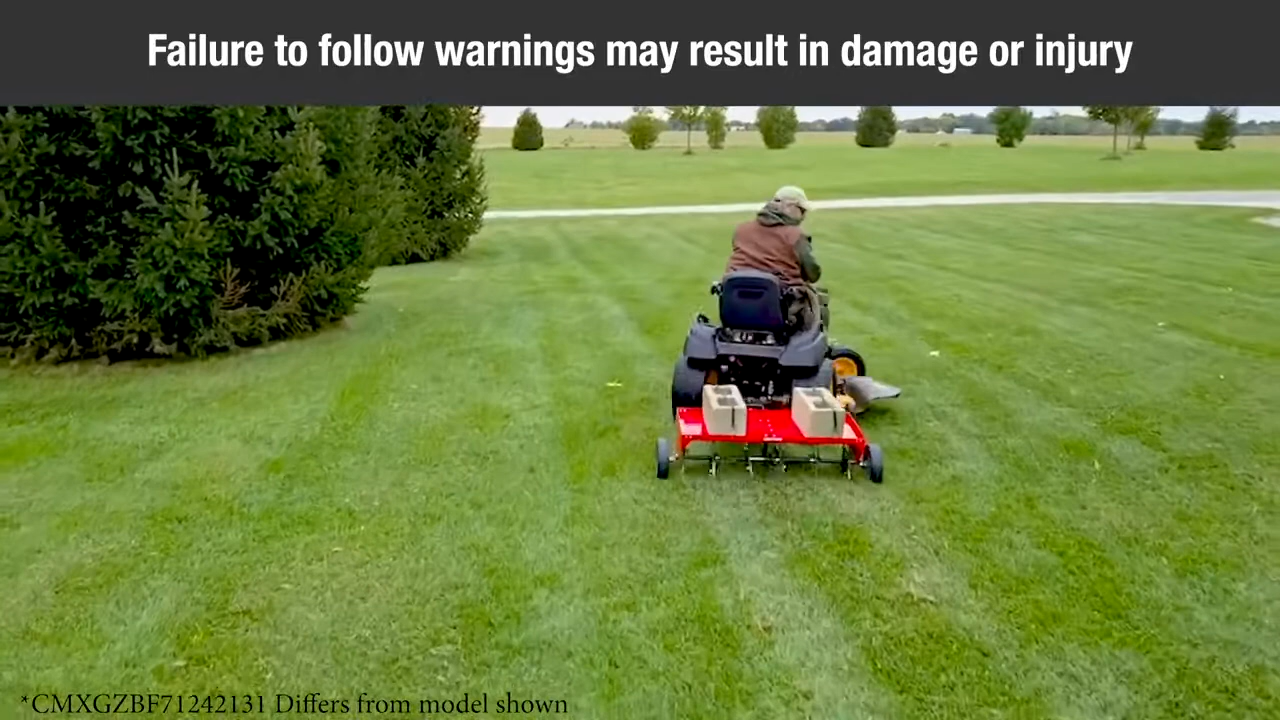 Failure to follow warnings may result in damage or injury
*CMXGZBF71242131 Differs from model shown